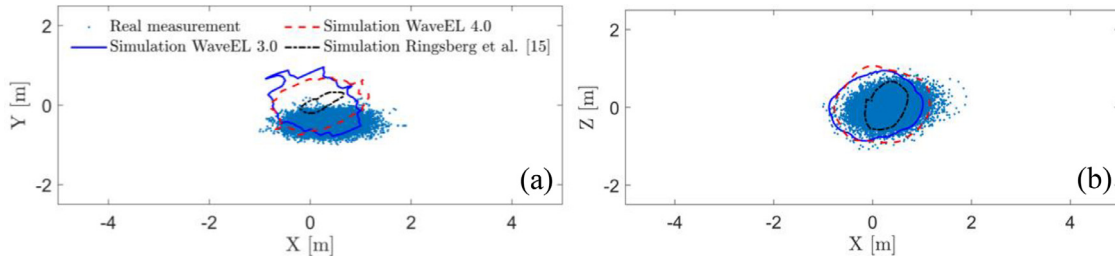 Real measurement
Simulation WaveEL 4.0
Simulation WaveEL 3.0
Simulation Ringsberg et al. [15]
2
0
-2
Y [m]
-4
-2
0
2
4
X [m]
(a)
2
0
-2
Z [m]
-4
-2
0
2
4
X [m]
(b)